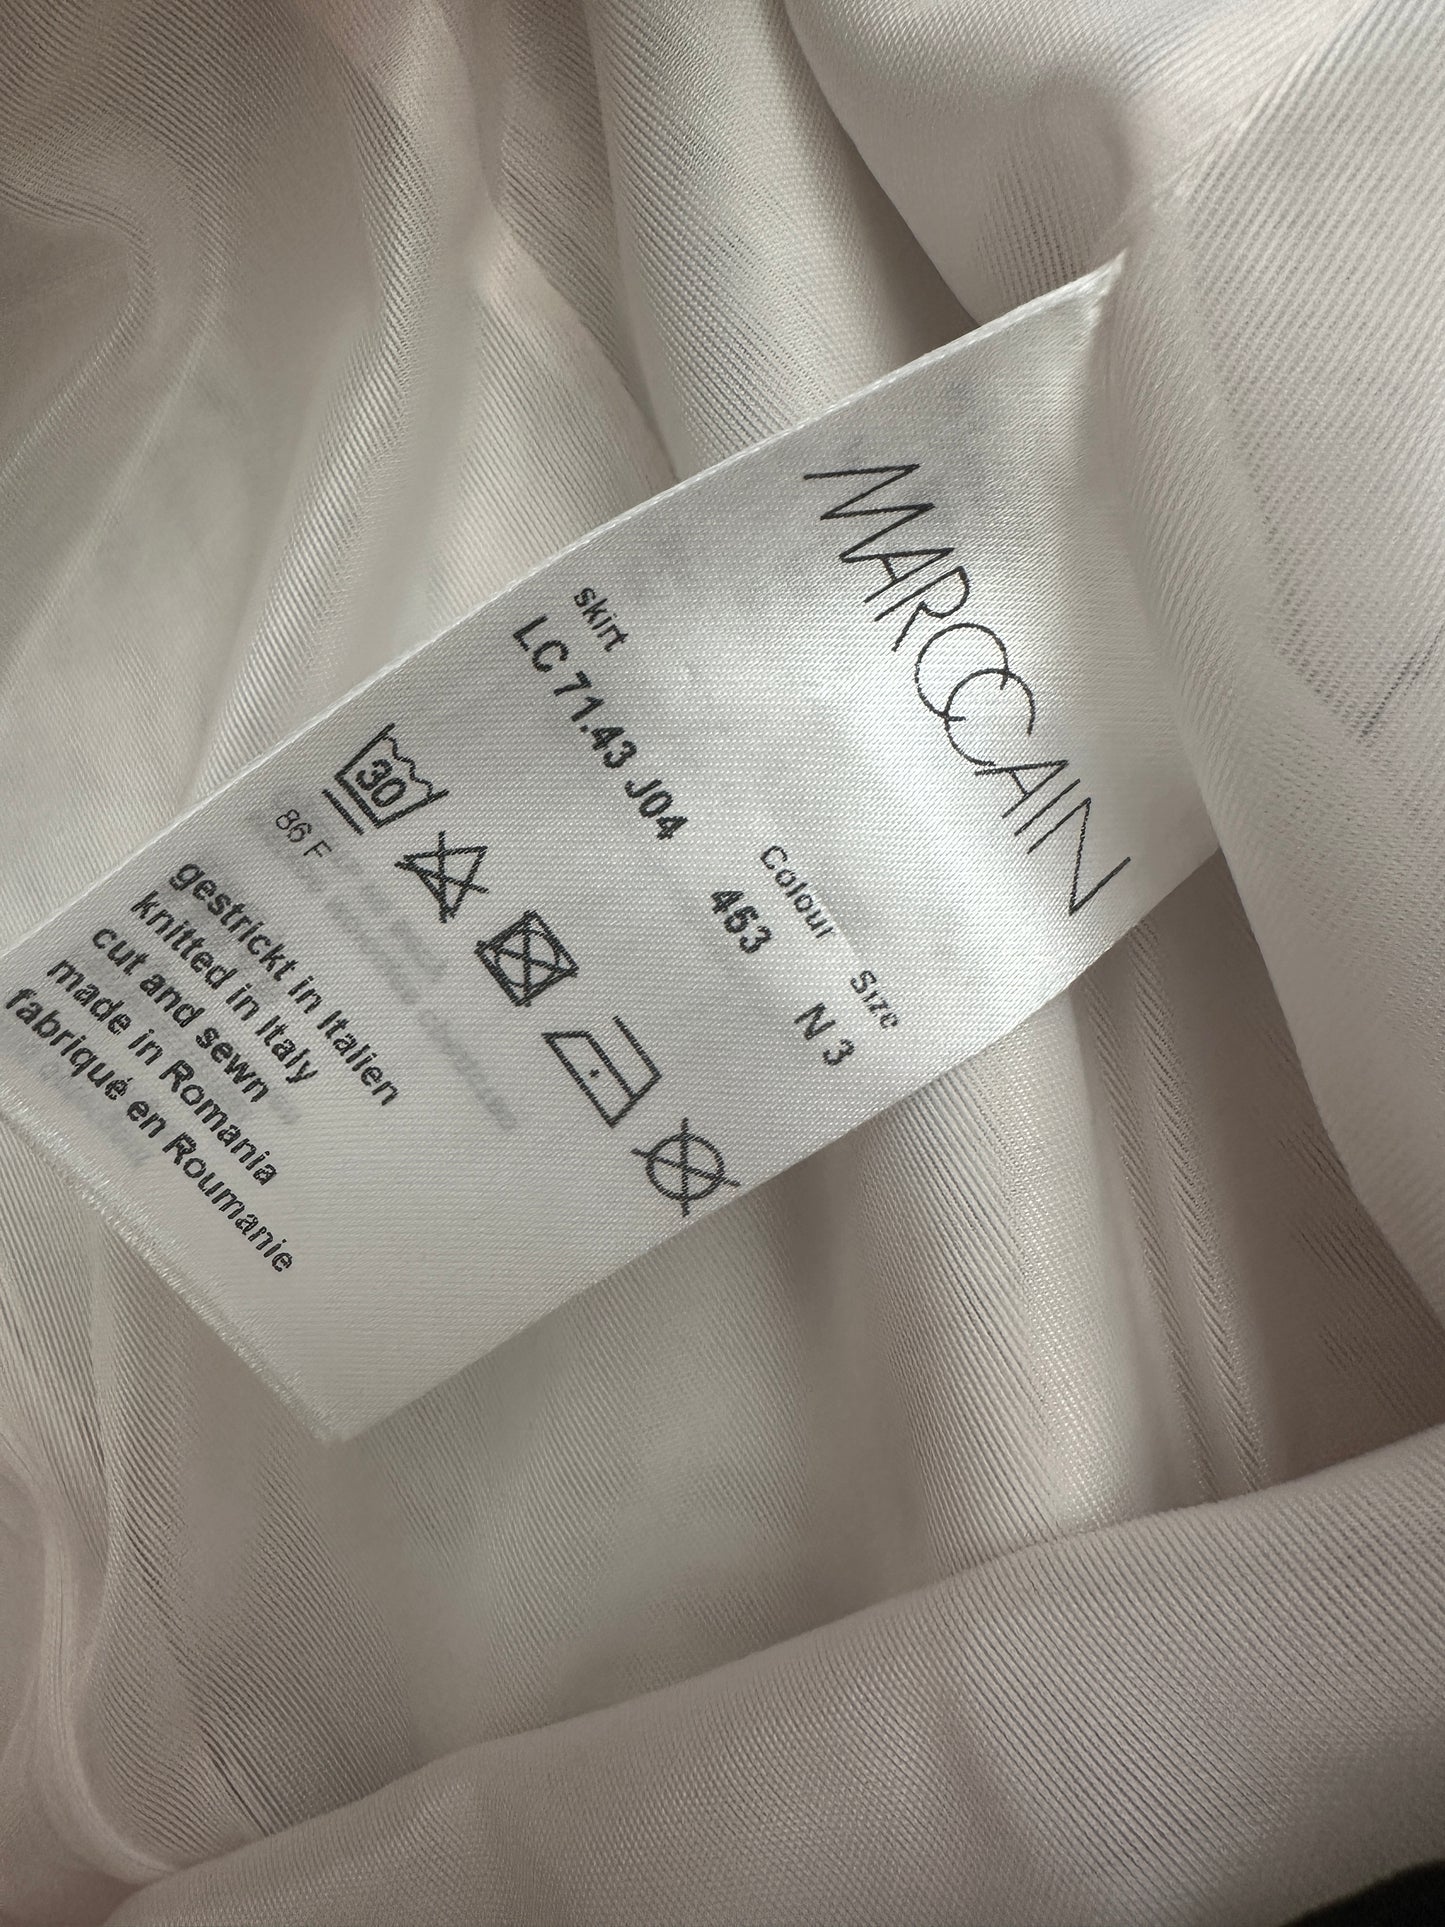 MARCCAIN
skirt
Colour Size
LC 71.43 J04 463 N 3
30
86 F
gestrickt in Italien
knitted in Italy
cut and sewn
made in Romania
fabriqué en Roumanie